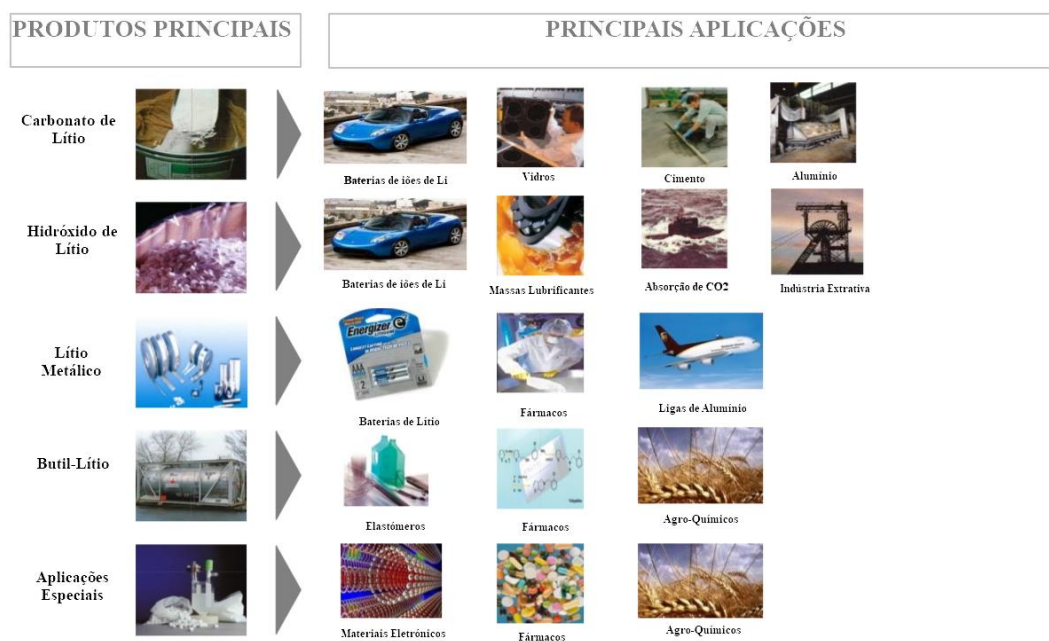 PRODUTOS PRINCIPAIS
PRINCIPAIS APLICAÇÕES
Carbonato de
Lítio
Baterias de iões de Li
Vidros
Cimento
Alumínio
Hidróxido de
Lítio
Baterias de iões de Li
Massas Lubrificantes
Absorção de CO2
Indústria Extrativa
Lítio
Metálico
Energizer
AAA
2
Baterias de Lítio
Fármacos
Ligas de Alumínio
Butil-Lítio
Elastómeros
Fármacos
Agro-Químicos
Aplicações
Especiais
Materiais Eletrónicos
Fármacos
Agro-Químicos